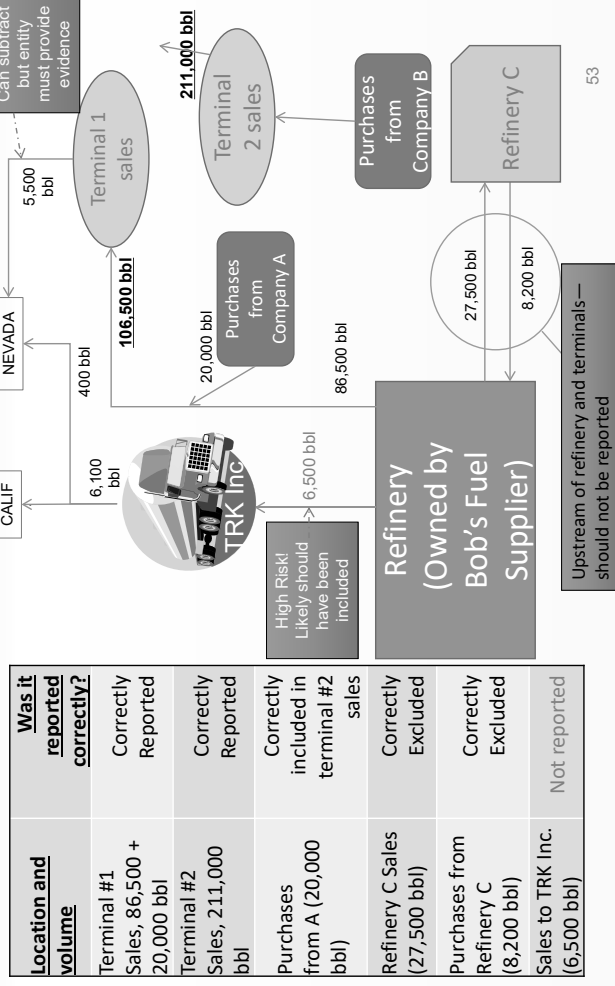 Location and
volume
Was it
reported
correctly?
Terminal #1
Sales, 86,500 +
20,000 bbl
Correctly
Reported
Terminal #2
Sales, 211,000
bbl
Correctly
Reported
Purchases
from A (20,000
bbl)
Correctly
included in
terminal #2
sales
Refinery C Sales
(27,500 bbl)
Correctly
Excluded
Purchases from
Refinery C
(8,200 bbl)
Correctly
Excluded
Sales to TRK Inc.
(6,500 bbl)
Not reported
CALIF
NEVADA
6,100
bbl
400 bbl
5,500
bbl
Can subtract
but entity
must provide
evidence
TRK Inc
High Risk!
Likely should
have been
included
6,500 bbl
106,500 bbl
Terminal 1
sales
20,000 bbl
Purchases
from
Company A
86,500 bbl
211,000 bbl
Terminal
2 sales
Purchases
from
Company B
Refinery
(Owned by
Bob's Fuel
Supplier)
27,500 bbl
8,200 bbl
Refinery C
Upstream of refinery and terminals—
should not be reported
53